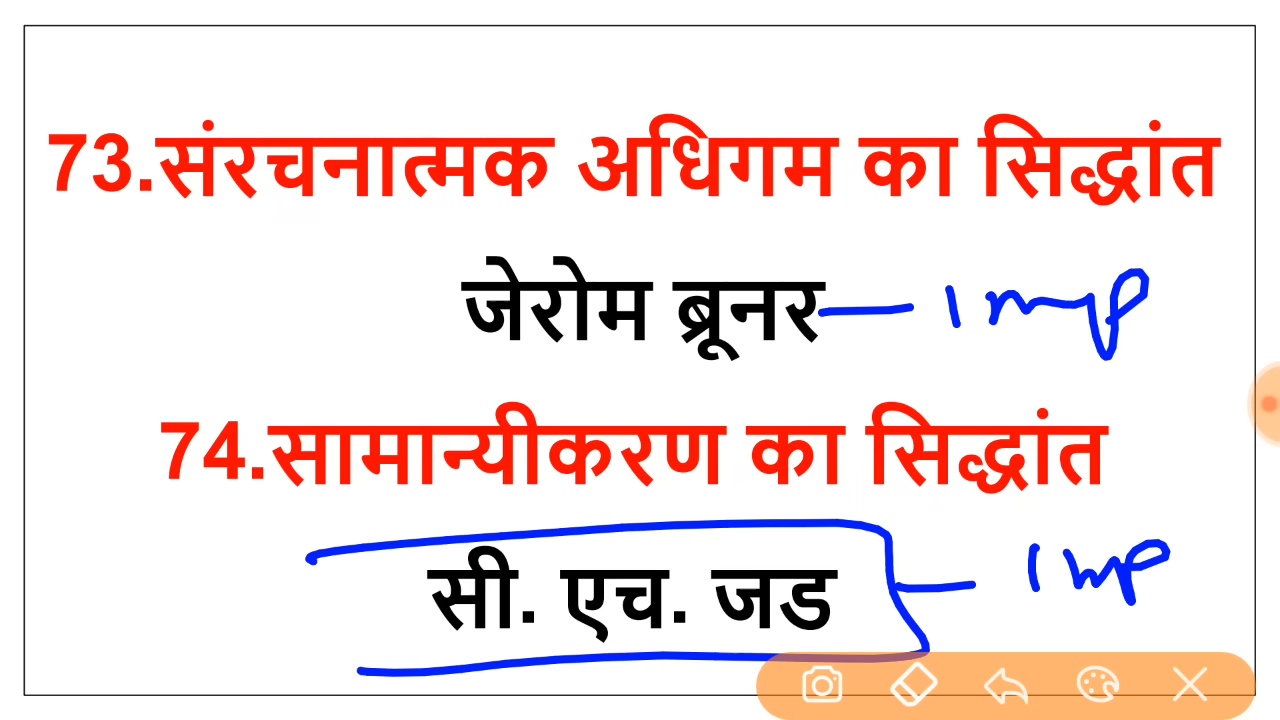 73.संरचनात्मक अधिगम का सिद्धांत
जेरोम ब्रूनर — Imp
74.सामान्यीकरण का सिद्धांत
सी. एच. जड — Imp